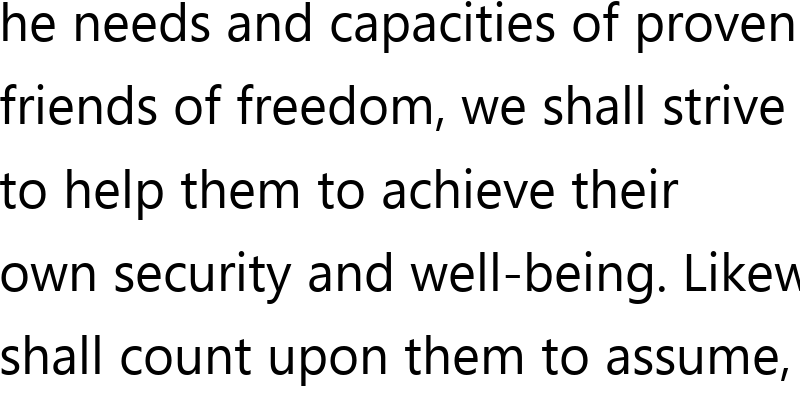 he needs and capacities of proven
friends of freedom, we shall strive
to help them to achieve their
own security and well-being. Likew
shall count upon them to assume,